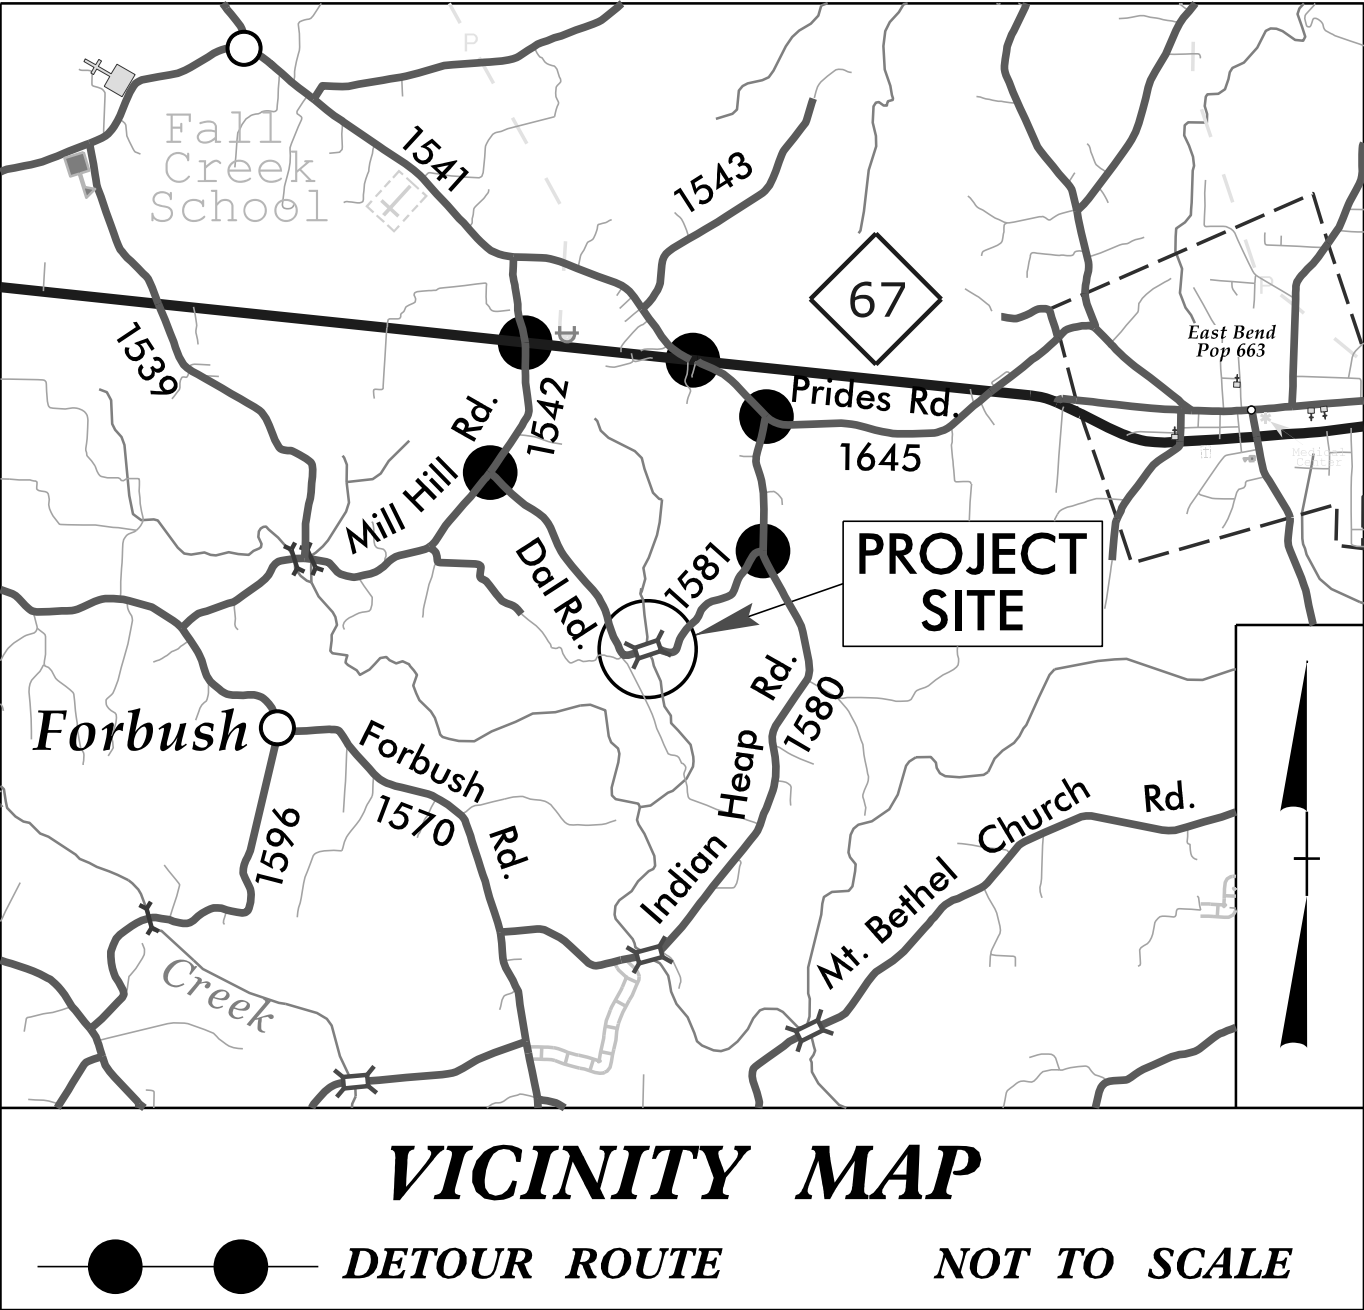 P
Fall
Creek
School
1541
1543
67
P
East Bend
Pop 663
1539
Prides Rd.
1645
1542
Mill Hill Rd.
Dal Rd.
1581
PROJECT
SITE
Indian Heap Rd.
1580
Forbush
Forbush Rd.
1570
1596
Mt. Bethel Church Rd.
Creek
VICINITY MAP
DETOUR ROUTE
NOT TO SCALE